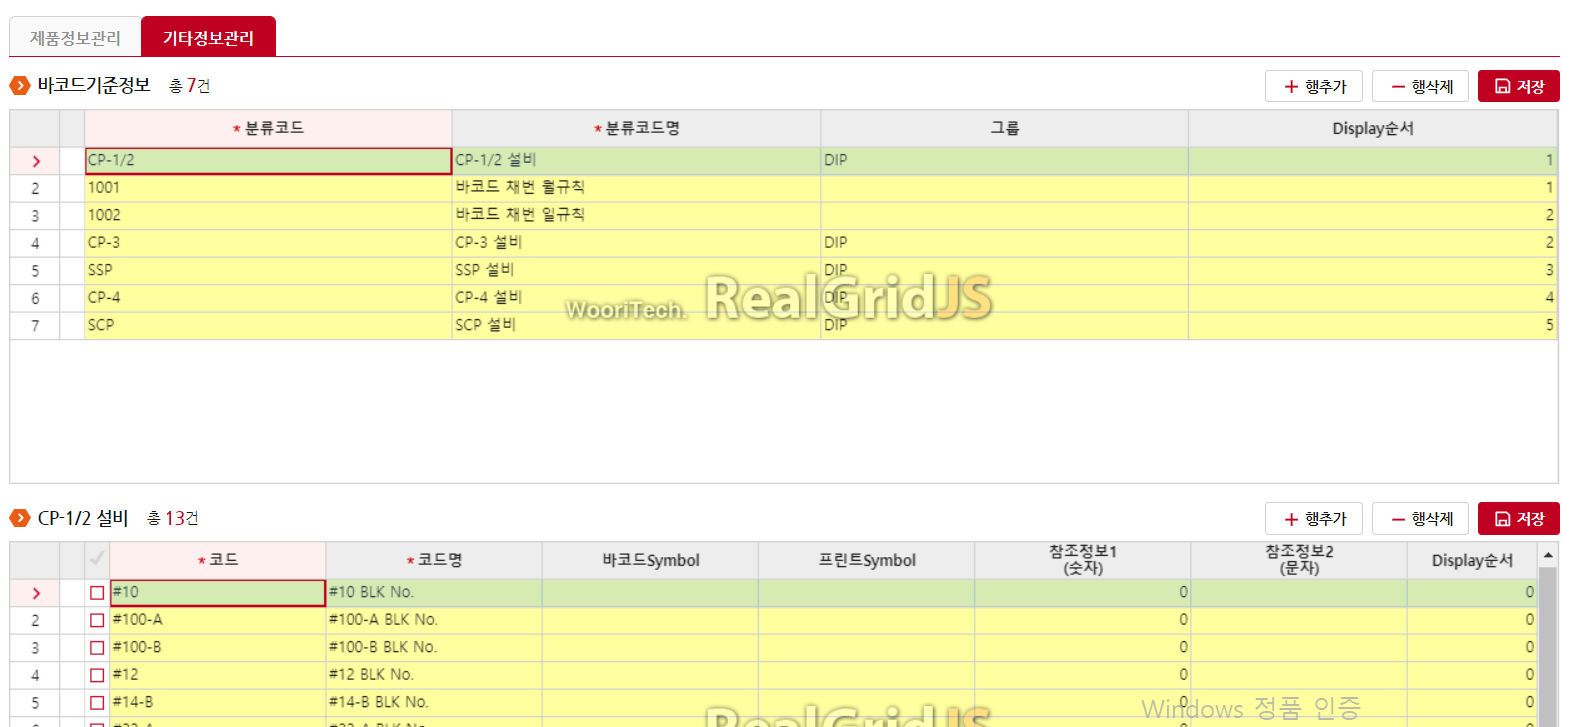 제품정보관리 기타정보관리
바코드기준정보 총 7건 행추가 행삭제 저장
* 분류코드 * 분류코드명 그룹 Display순서
CP-1/2 CP-1/2 설비 DIP 1
2 1001 바코드 채번 월규칙 1
3 1002 바코드 채번 일규칙 2
4 CP-3 CP-3 설비 DIP 2
5 SSP SSP 설비 DIP 3
6 CP-4 CP-4 설비 DIP 4
WooriTech. RealGridJS
7 SCP SCP 설비 DIP 5
CP-1/2 설비 총 13건 행추가 행삭제 저장
* 코드 * 코드명 바코드Symbol 프린트Symbol 참조정보1 참조정보2 Display순서
(숫자) (문자)
#10 #10 BLK No. 0 0
2 #100-A #100-A BLK No. 0 0
3 #100-B #100-B BLK No. 0 0
4 #12 #12 BLK No. 0 0
5 #14-B #14-B BLK No. 0 0
Windows 정품 인증
RealGridJS